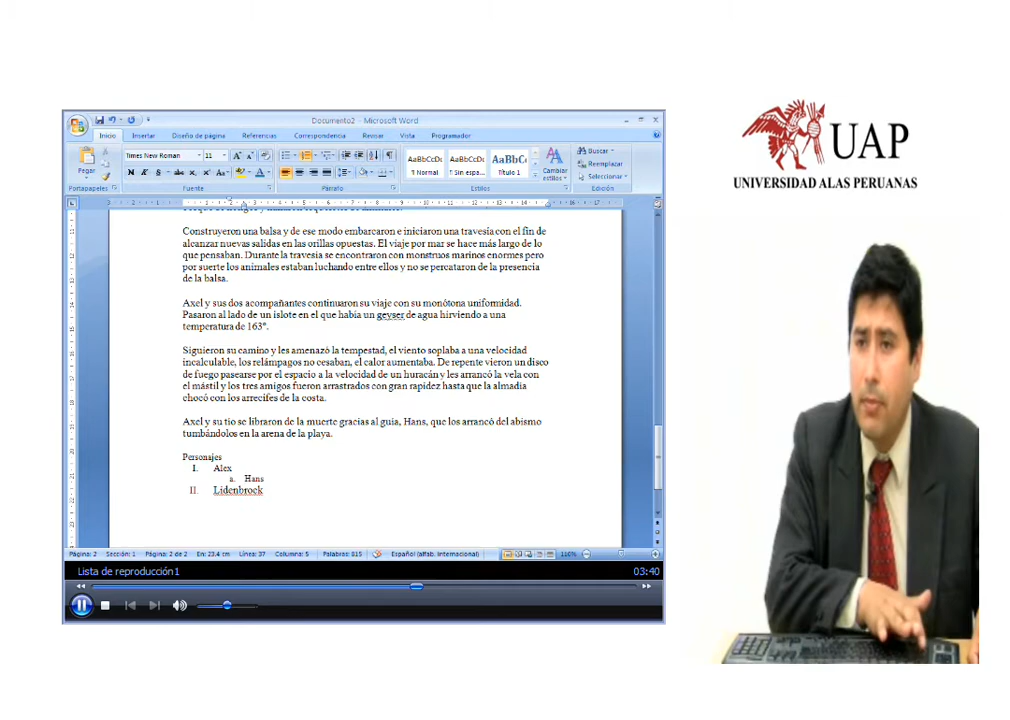 Documento2 - Microsoft Word
Inicio Insertar Diseño de página Referencias Correspondencia Revisar Vista Programador
Times New Roman 11
Pegar
AaBbCcDc AaBbCcDc AaBbC
¶ Normal ¶ Sin espa... Título 1
Cambiar estilos
Buscar
Reemplazar
Seleccionar
Portapapeles Fuente Párrafo Estilos Edición
Construyeron una balsa y de ese modo embarcaron e iniciaron una travesía con el fin de
alcanzar nuevas salidas en las orillas opuestas. El viaje por mar se hace más largo de lo
que pensaban. Durante la travesía se encontraron con monstruos marinos enormes pero
por suerte los animales estaban luchando entre ellos y no se percataron de la presencia
de la balsa.
Axel y sus dos acompañantes continuaron su viaje con su monótona uniformidad.
Pasaron al lado de un islote en el que había un geyser de agua hirviendo a una
temperatura de 163°.
Siguieron su camino y les amenazó la tempestad, el viento soplaba a una velocidad
incalculable, los relámpagos no cesaban, el calor aumentaba. De repente vieron un disco
de fuego pasearse por el espacio a la velocidad de un huracán y les arrancó la vela con
el mástil y los tres amigos fueron arrastrados con gran rapidez hasta que la almadía
chocó con los arrecifes de la costa.
Axel y su tío se libraron de la muerte gracias al guía, Hans, que los arrancó del abismo
tumbándolos en la arena de la playa.
Personajes
I. Alex
a. Hans
II. Lidenbrock
Página: 2 Sección: 1 Página: 2 de 2 En: 23.4 cm Línea: 37 Columna: 5 Palabras: 815 Español (alfab. internacional) 110%
Lista de reproducción1 03:40
UAP
UNIVERSIDAD ALAS PERUANAS